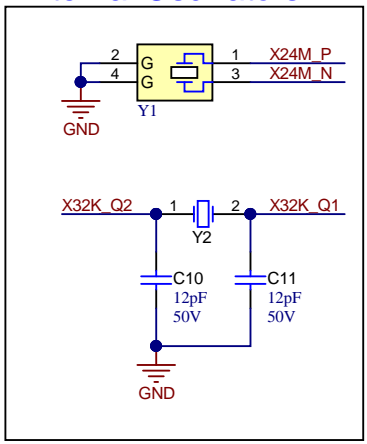 2 G 1 X24M_P
4 G 3 X24M_N
Y1
GND
X32K_Q2 1 2 X32K_Q1
Y2
C10 C11
12pF 12pF
50V 50V
GND